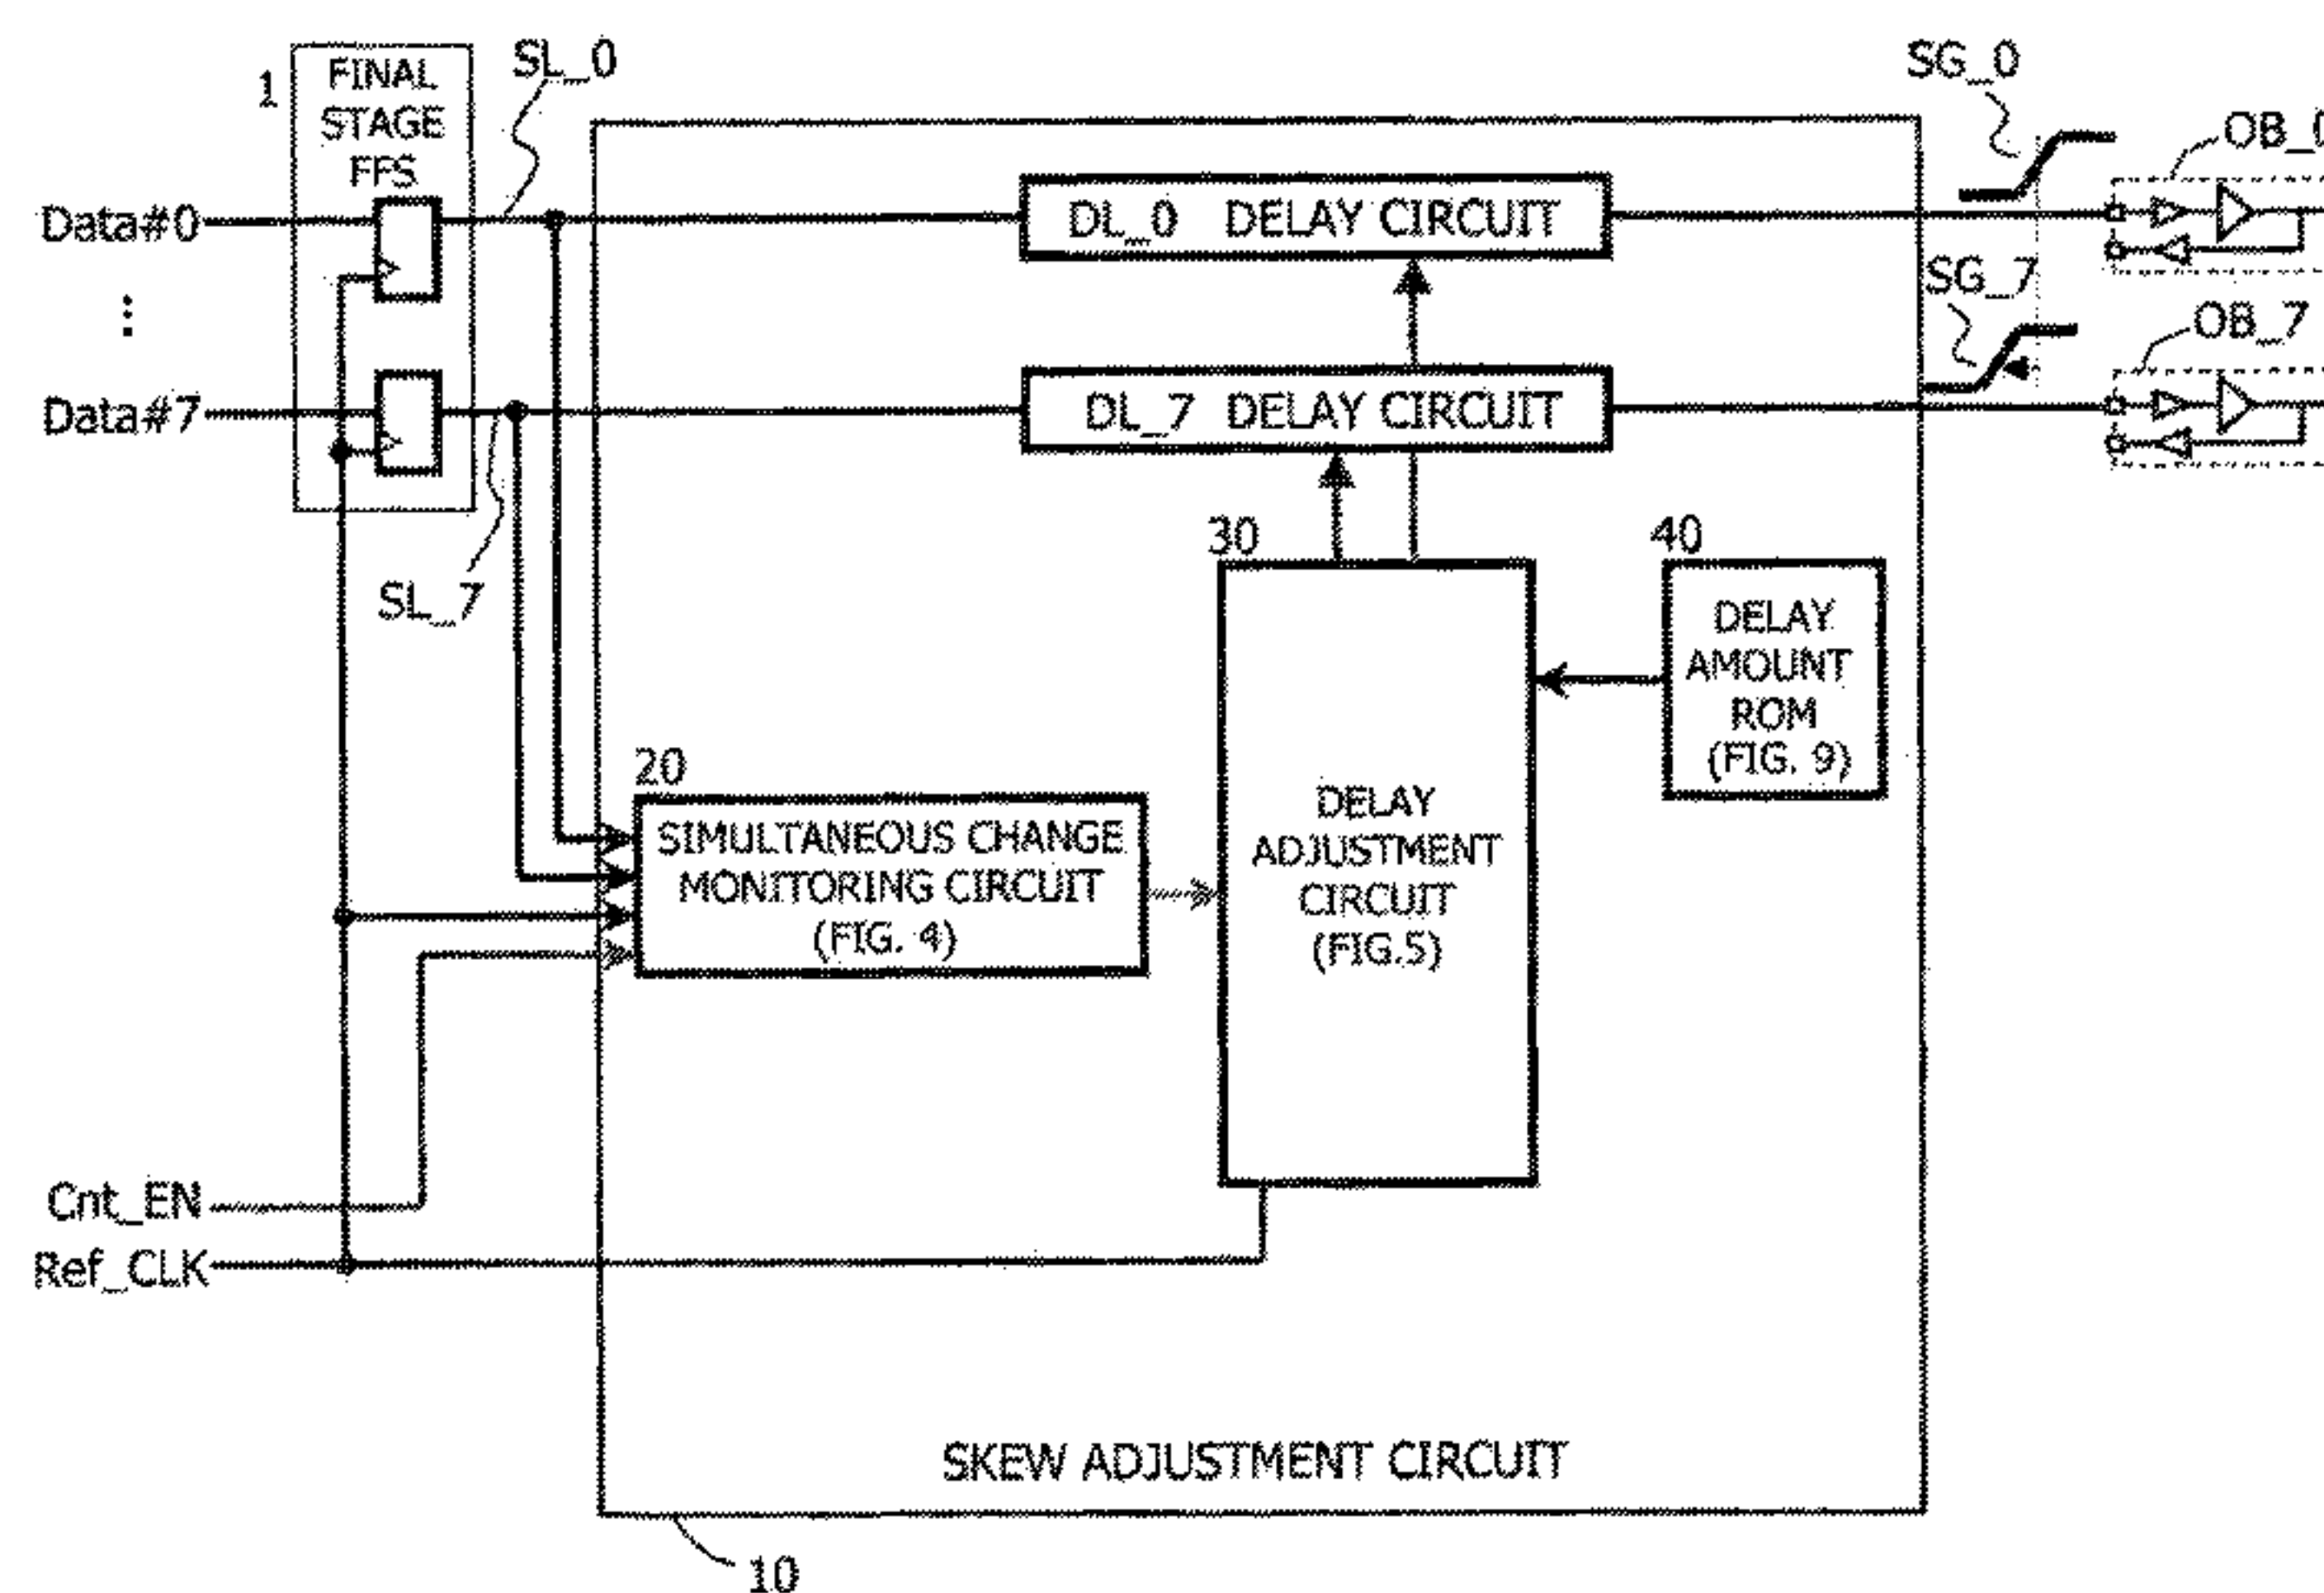 SL_0
SG_0
1
FINAL
STAGE
FFS
OB_0
Data#0
DL_0 DELAY CIRCUIT
SG_7
OB_7
Data#7
DL_7 DELAY CIRCUIT
SL_7
30
40
DELAY
AMOUNT
ROM
(FIG. 9)
20
SIMULTANEOUS CHANGE
MONITORING CIRCUIT
(FIG. 4)
DELAY
ADJUSTMENT
CIRCUIT
(FIG.5)
Cnt_EN
Ref_CLK
SKEW ADJUSTMENT CIRCUIT
10